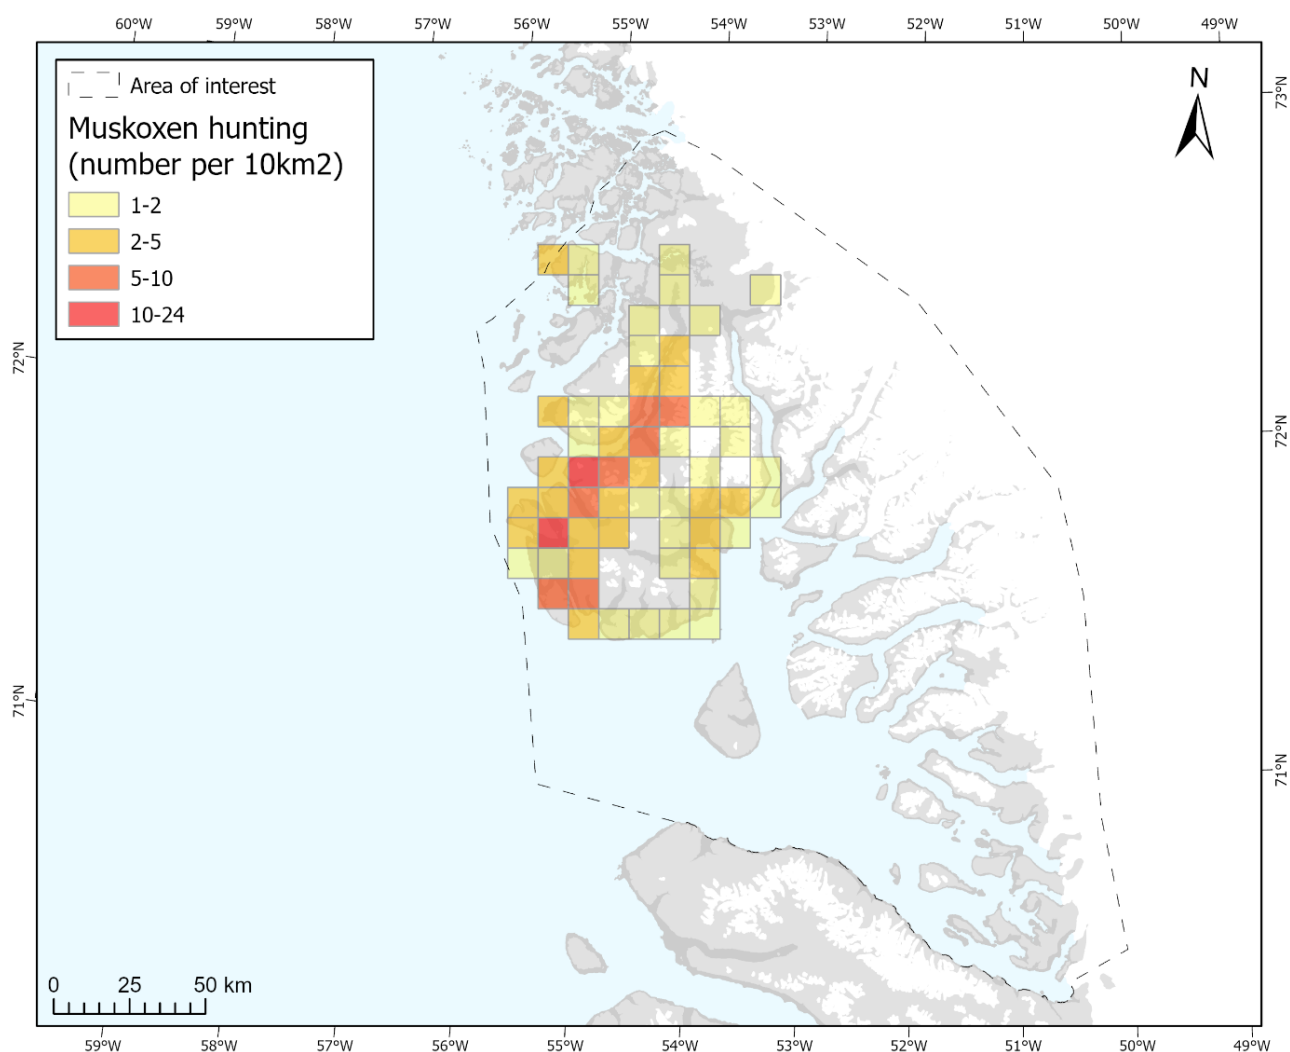 60°W 59°W 58°W 57°W 56°W 55°W 54°W 53°W 52°W 51°W 50°W 49°W
Area of interest
Muskoxen hunting
(number per 10km2)
1-2
2-5
5-10
10-24
N
73°N
72°N
72°N
71°N
71°N
0 25 50 km
59°W 58°W 57°W 56°W 55°W 54°W 53°W 52°W 51°W 50°W 49°W